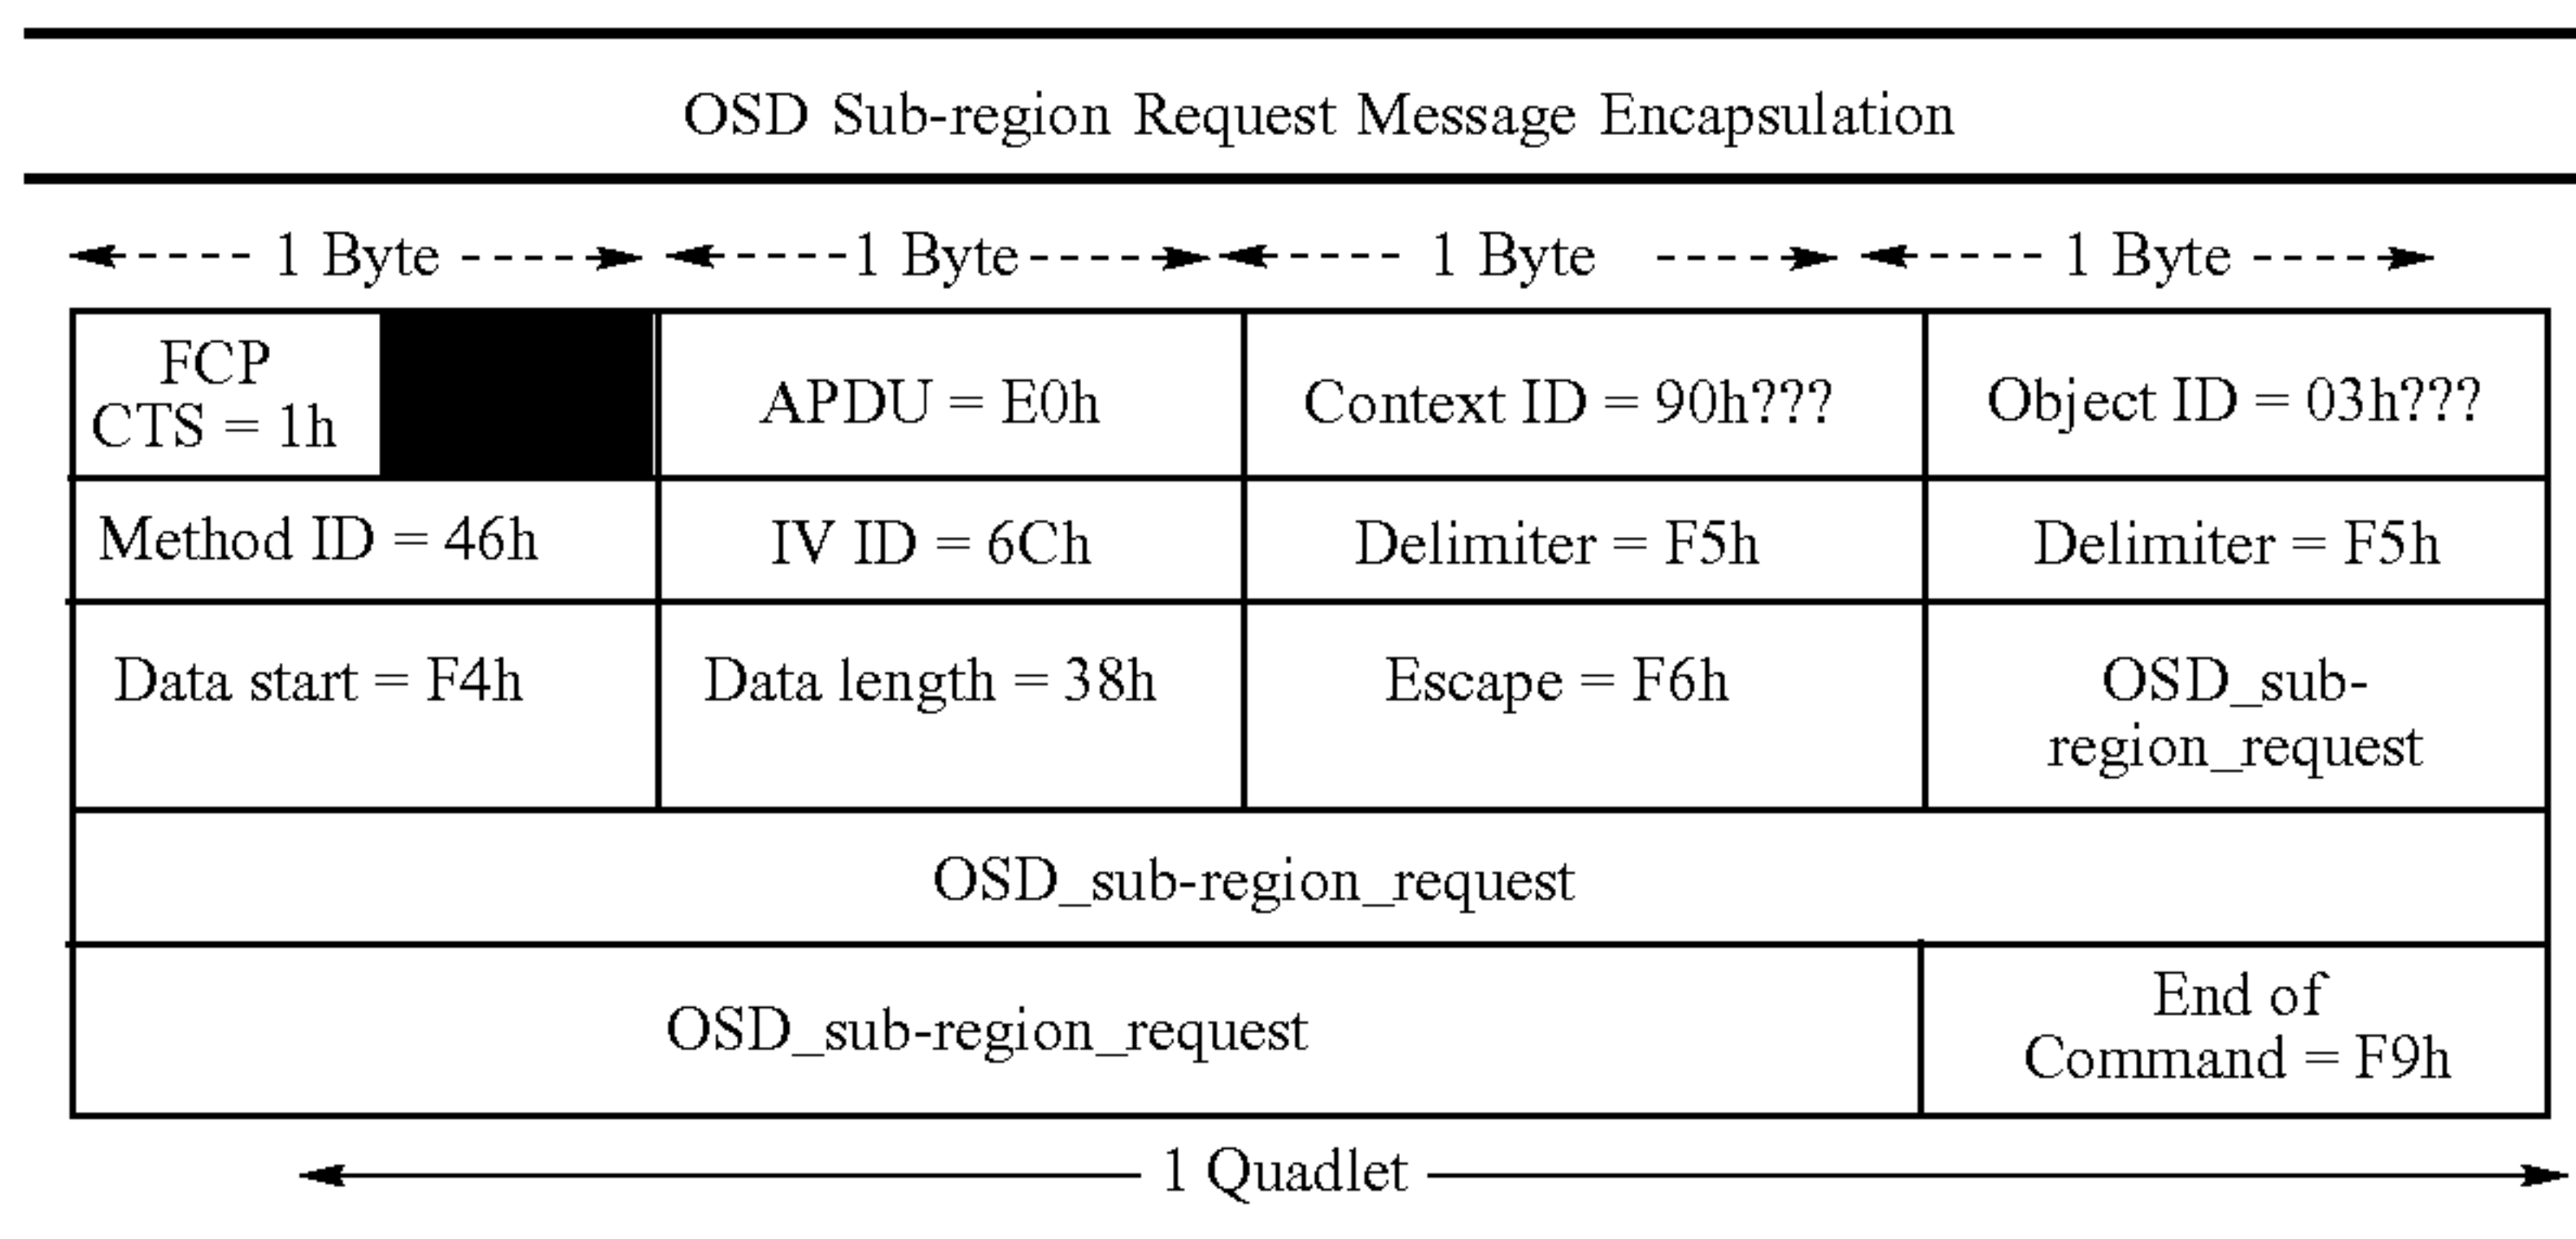 OSD Sub-region Request Message Encapsulation
1 Byte 1 Byte 1 Byte 1 Byte
FCP
CTS = 1h
APDU = E0h
Context ID = 90h???
Object ID = 03h???
Method ID = 46h
IV ID = 6Ch
Delimiter = F5h
Delimiter = F5h
Data start = F4h
Data length = 38h
Escape = F6h
OSD_sub-
region_request
OSD_sub-region_request
OSD_sub-region_request
End of
Command = F9h
1 Quadlet